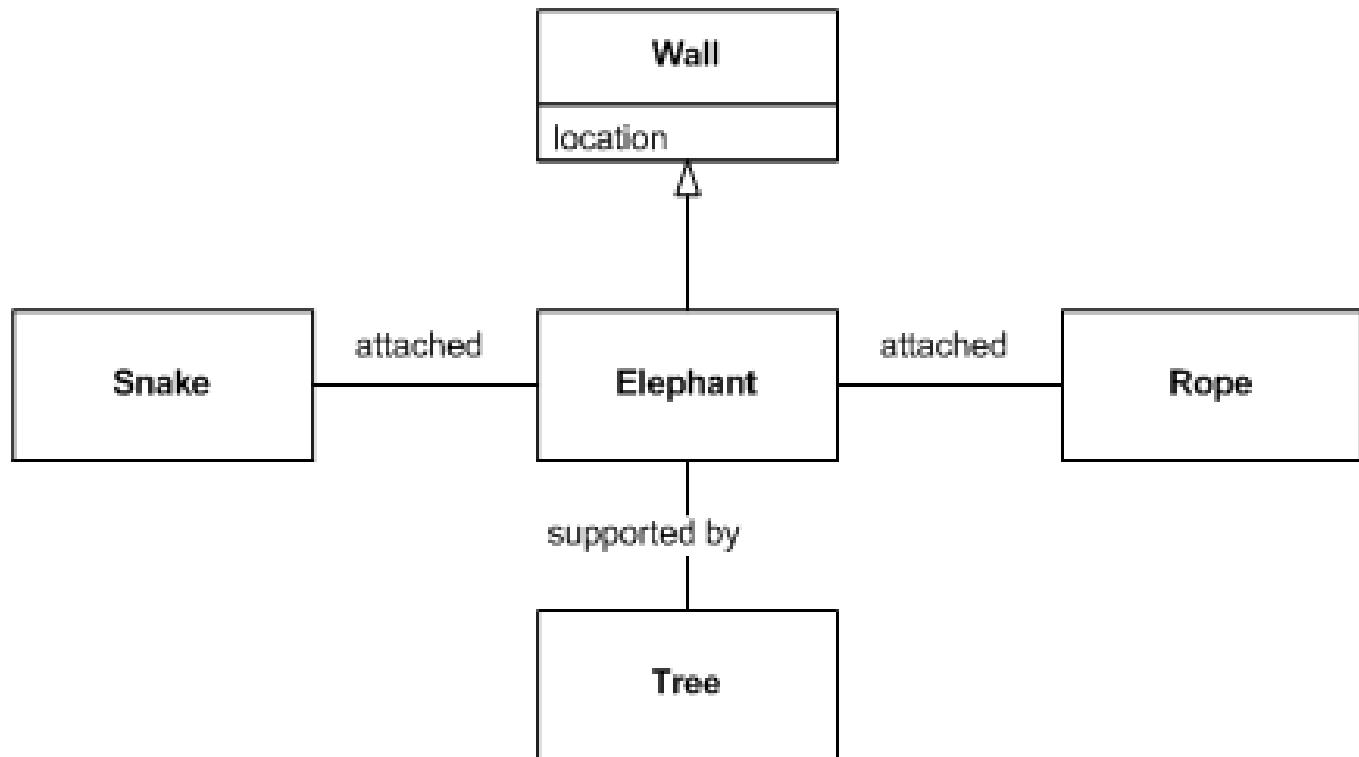 Wall
location
attached
attached
Snake
Elephant
Rope
supported by
Tree